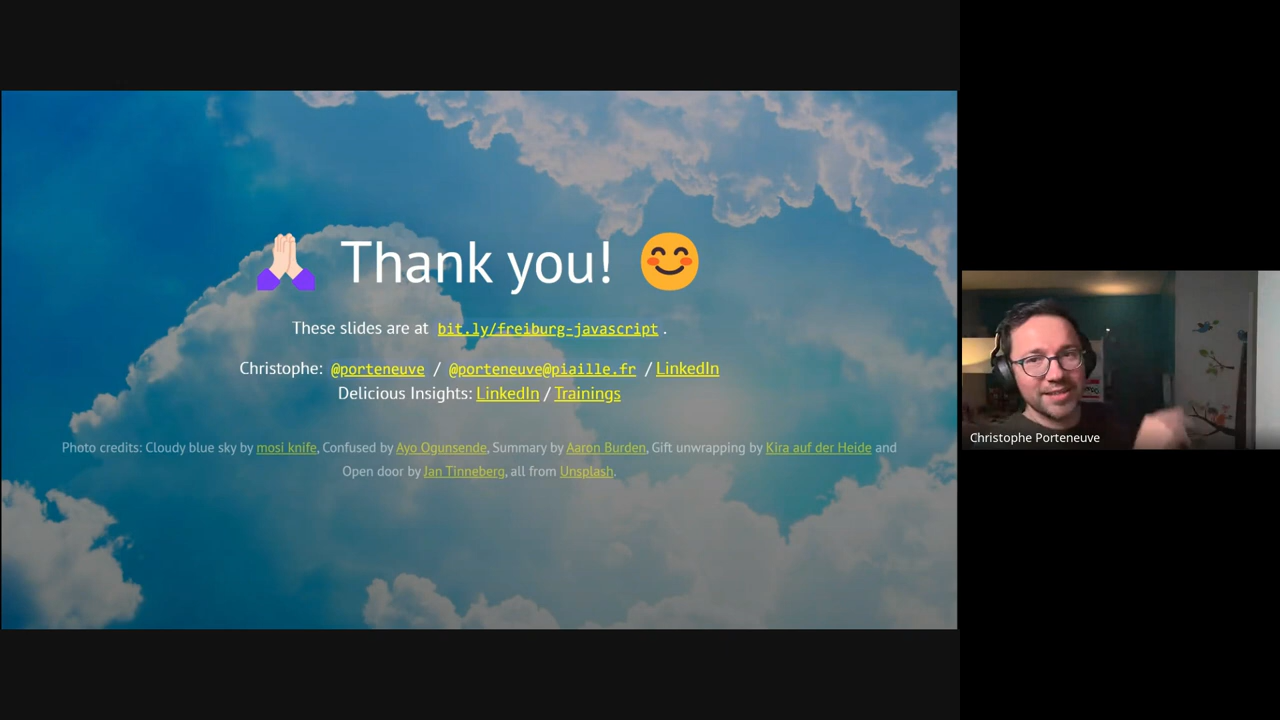 🙏🏻 Thank you! 😊
These slides are at bit.ly/freiburg-javascript .
Christophe: @porteneuve / @porteneuve@piaille.fr / LinkedIn
Delicious Insights: LinkedIn / Trainings
Photo credits: Cloudy blue sky by mosi knife, Confused by Ayo Ogunsende, Summary by Aaron Burden, Gift unwrapping by Kira auf der Heide and
Open door by Jan Tinneberg, all from Unsplash.
Christophe Porteneuve